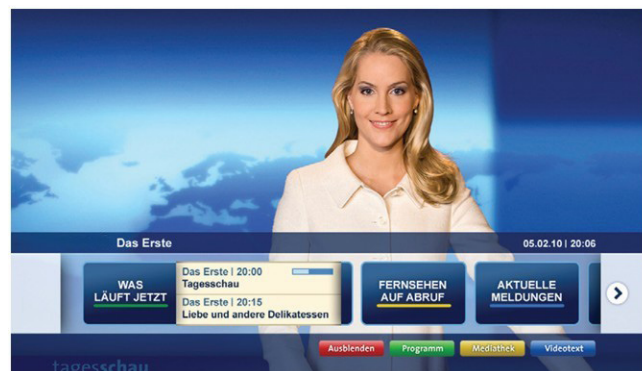 Das Erste
05.02.10 | 20:06
WAS
LÄUFT JETZT
Das Erste | 20:00
Tagesschau
Das Erste | 20:15
Liebe und andere Delikatessen
FERNSEHEN
AUF ABRUF
AKTUELLE
MELDUNGEN
Ausblenden
Programm
Mediathek
Videotext
tagesschau